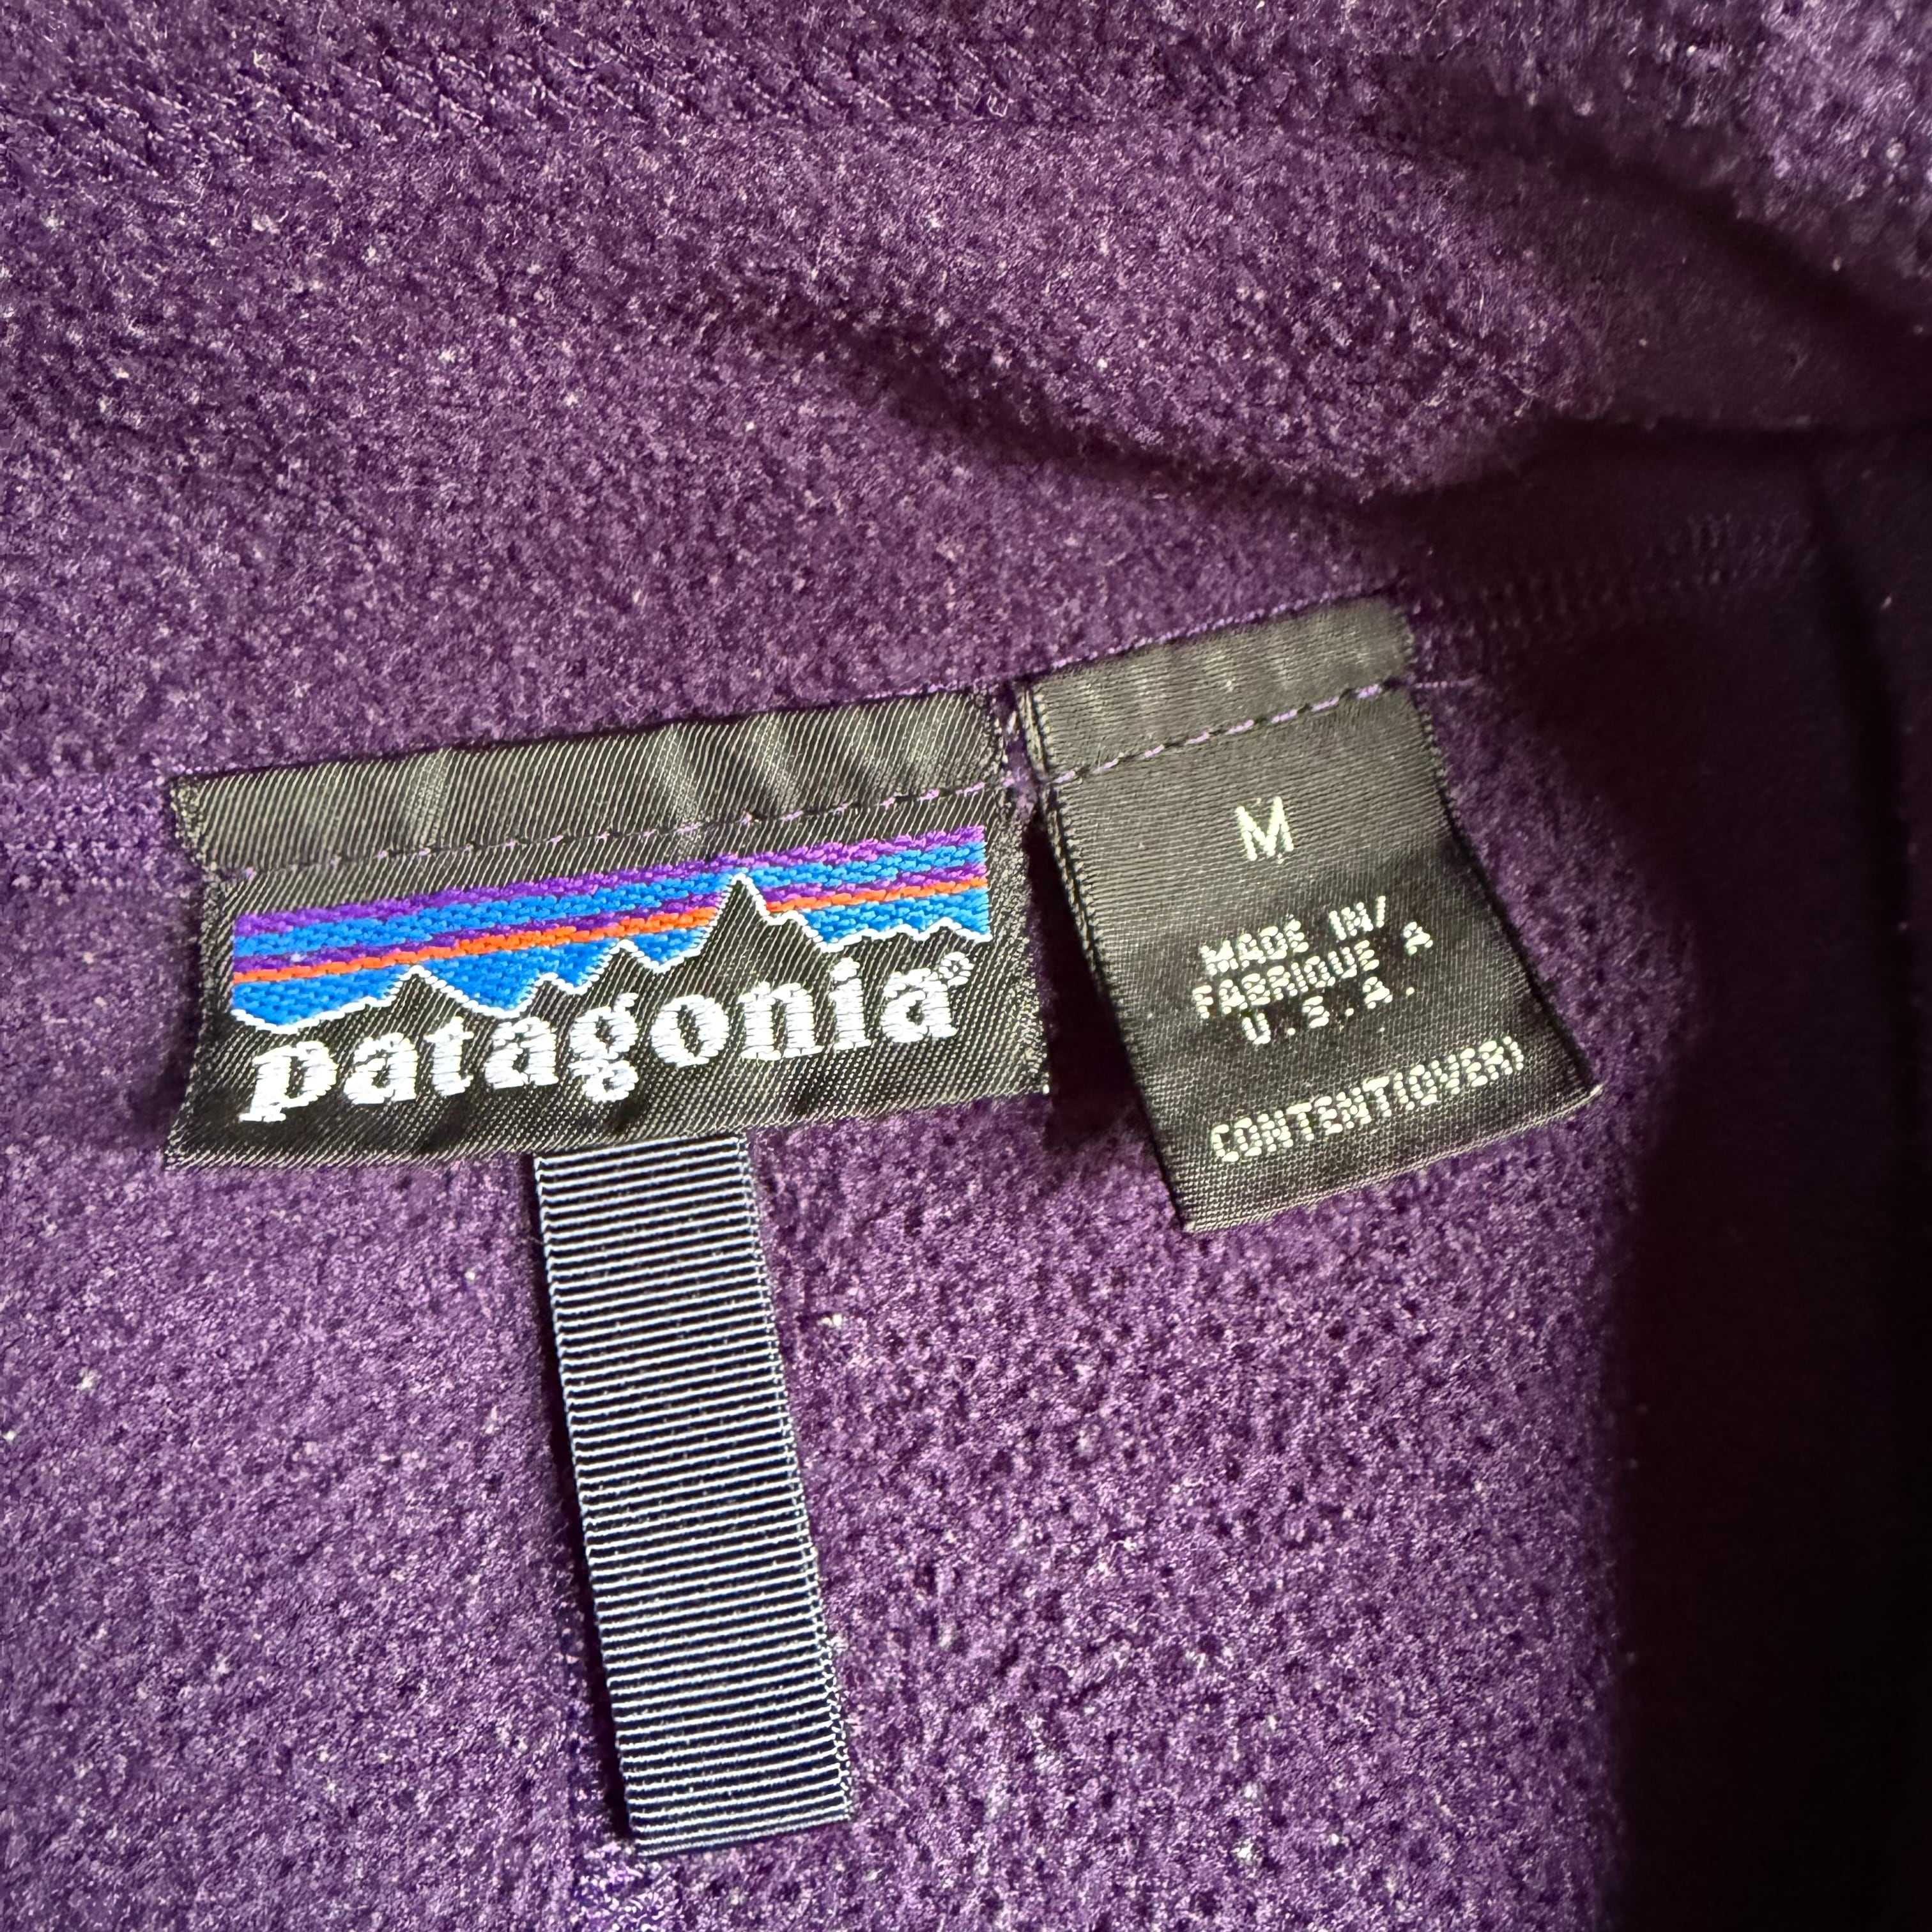 patagonia®
M
MADE IN/
FABRIQUE A
U.S.A.
CONTENT(OVER)